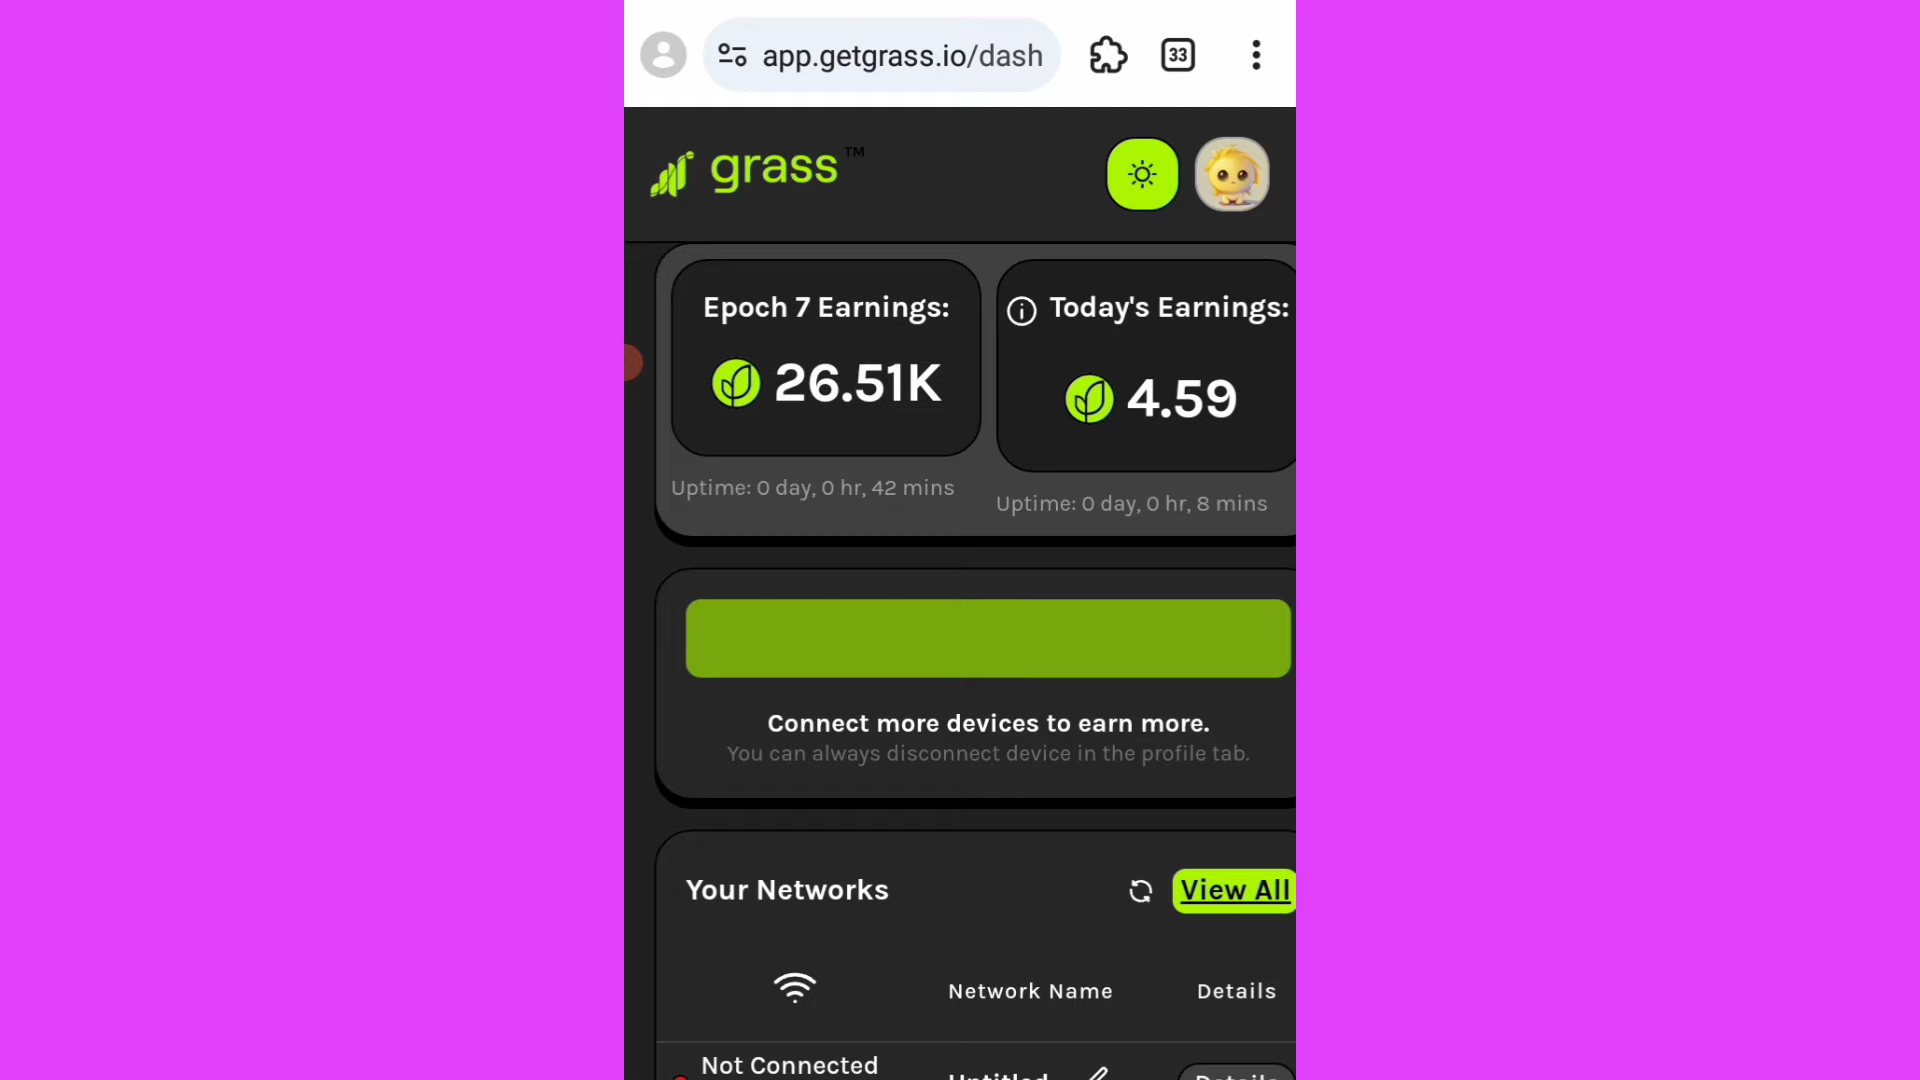 app.getgrass.io/dash
33
grass™
Epoch 7 Earnings:
26.51K
Uptime: 0 day, 0 hr, 42 mins
Today's Earnings:
4.59
Uptime: 0 day, 0 hr, 8 mins
Connect more devices to earn more.
You can always disconnect device in the profile tab.
Your Networks
View All
Network Name
Details
Not Connected
Untitled
Details